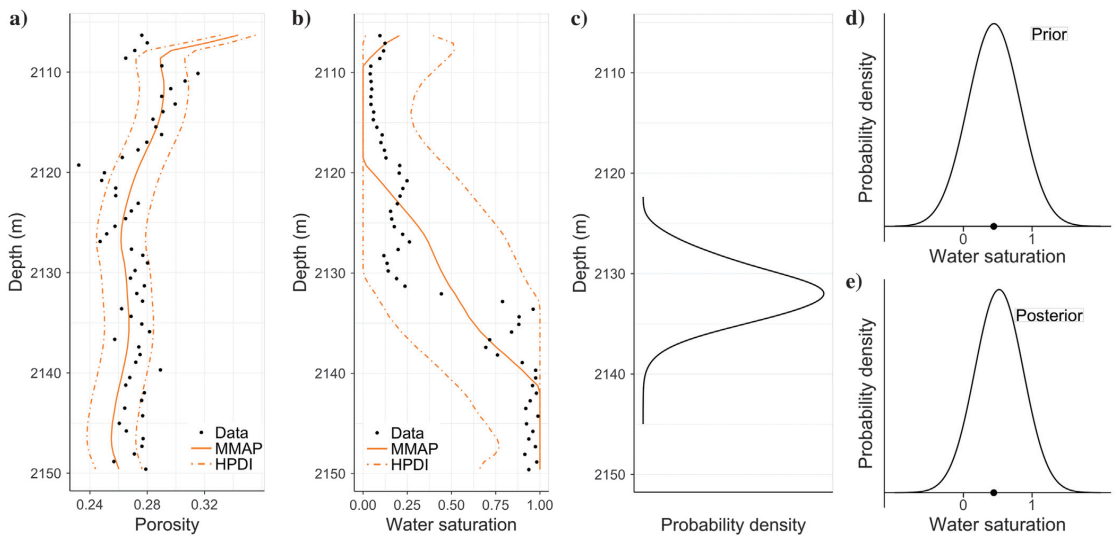 a)
Depth (m)
2110
2120
2130
2140
2150
0.24
0.28
0.32
Porosity
Data
MMAP
HPDI
b)
Depth (m)
2110
2120
2130
2140
2150
0.00
0.25
0.50
0.75
1.00
Water saturation
Data
MMAP
HPDI
c)
Depth (m)
2110
2120
2130
2140
2150
Probability density
d)
Prior
Probability density
0
1
Water saturation
e)
Posterior
Probability density
0
1
Water saturation